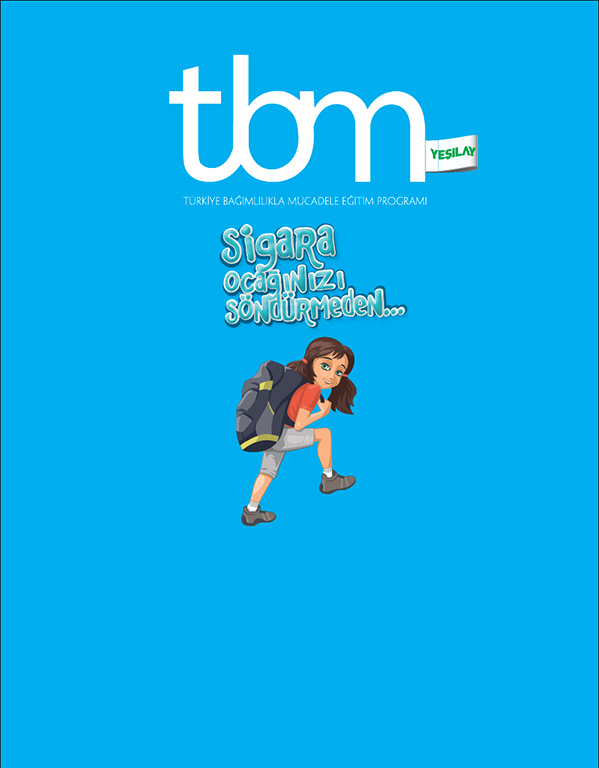 tbm
YEŞİLAY
TÜRKİYE BAĞIMLILIKLA MÜCADELE EĞİTİM PROGRAMI
Sigara
ocağınızı
söndürmeden...